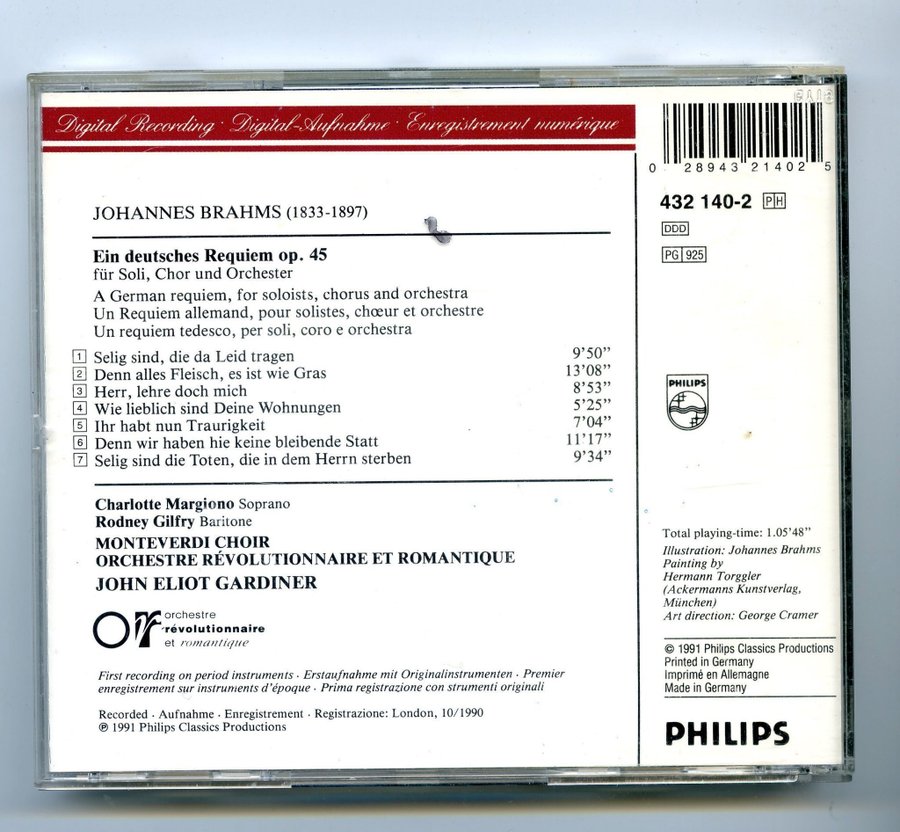 Digital Recording · Digital-Aufnahme · Enregistrement numérique
JOHANNES BRAHMS (1833-1897)
Ein deutsches Requiem op. 45
für Soli, Chor und Orchester
A German requiem, for soloists, chorus and orchestra
Un Requiem allemand, pour solistes, chœur et orchestre
Un requiem tedesco, per soli, coro e orchestra
1 Selig sind, die da Leid tragen 9'50"
2 Denn alles Fleisch, es ist wie Gras 13'08"
3 Herr, lehre doch mich 8'53"
4 Wie lieblich sind Deine Wohnungen 5'25"
5 Ihr habt nun Traurigkeit 7'04"
6 Denn wir haben hie keine bleibende Statt 11'17"
7 Selig sind die Toten, die in dem Herrn sterben 9'34"
Charlotte Margiono Soprano
Rodney Gilfry Baritone
MONTEVERDI CHOIR
ORCHESTRE RÉVOLUTIONNAIRE ET ROMANTIQUE
JOHN ELIOT GARDINER
Orr
orchestre
révolutionnaire
et romantique
First recording on period instruments · Erstaufnahme mit Originalinstrumenten · Premier
enregistrement sur instruments d'époque · Prima registrazione con strumenti originali
Recorded · Aufnahme · Enregistrement · Registrazione: London, 10/1990
℗ 1991 Philips Classics Productions
0 28943 21402 5
432 140-2 PH
DDD
PG 925
PHILIPS
Total playing-time: 1.05'48"
Illustration: Johannes Brahms
Painting by
Hermann Torggler
(Ackermanns Kunstverlag,
München)
Art direction: George Cramer
© 1991 Philips Classics Productions
Printed in Germany
Imprimé en Allemagne
Made in Germany
PHILIPS